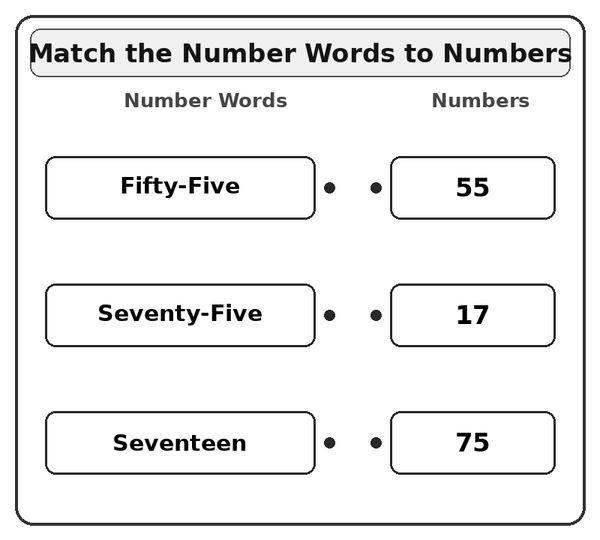 Match the Number Words to Numbers
Number Words Numbers
Fifty-Five 55
Seventy-Five 17
Seventeen 75